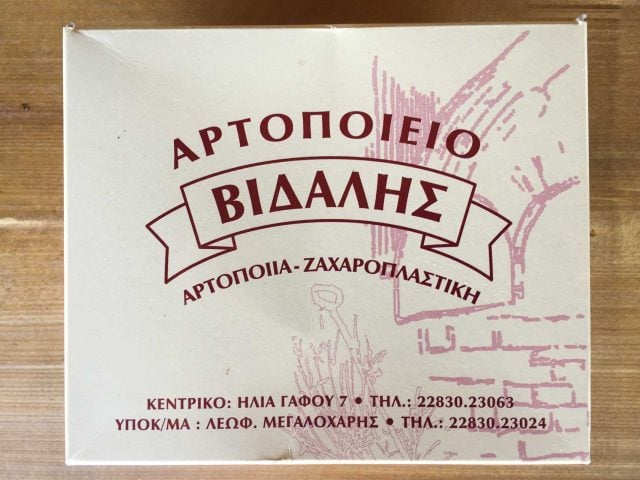 ΑΡΤΟΠΟΙΕΙΟ
ΒΙΔΑΛΗΣ
ΑΡΤΟΠΟΙΙΑ - ΖΑΧΑΡΟΠΛΑΣΤΙΚΗ
ΚΕΝΤΡΙΚΟ: ΗΛΙΑ ΓΑΦΟΥ 7 • ΤΗΛ.: 22830.23063
ΥΠΟΚ/ΜΑ : ΛΕΩΦ. ΜΕΓΑΛΟΧΑΡΗΣ • ΤΗΛ.: 22830.23024